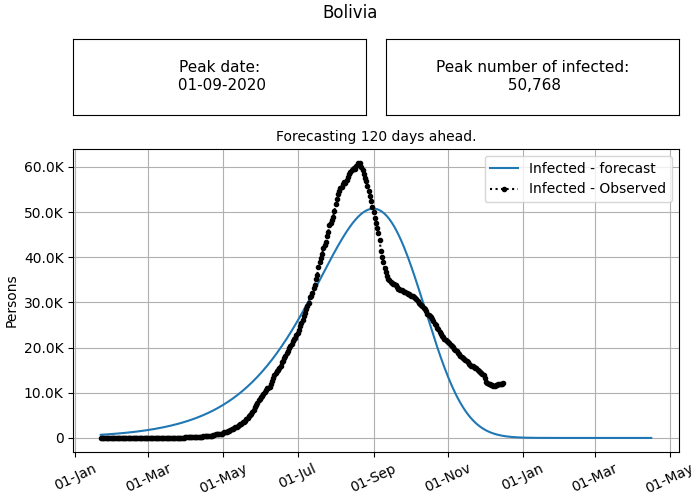 Bolivia
Peak date:
01-09-2020
Peak number of infected:
50,768
Forecasting 120 days ahead.
60.0K
50.0K
40.0K
30.0K
20.0K
10.0K
0
Persons
Infected - forecast
Infected - Observed
01-Jan
01-Mar
01-May
01-Jul
01-Sep
01-Nov
01-Jan
01-Mar
01-May